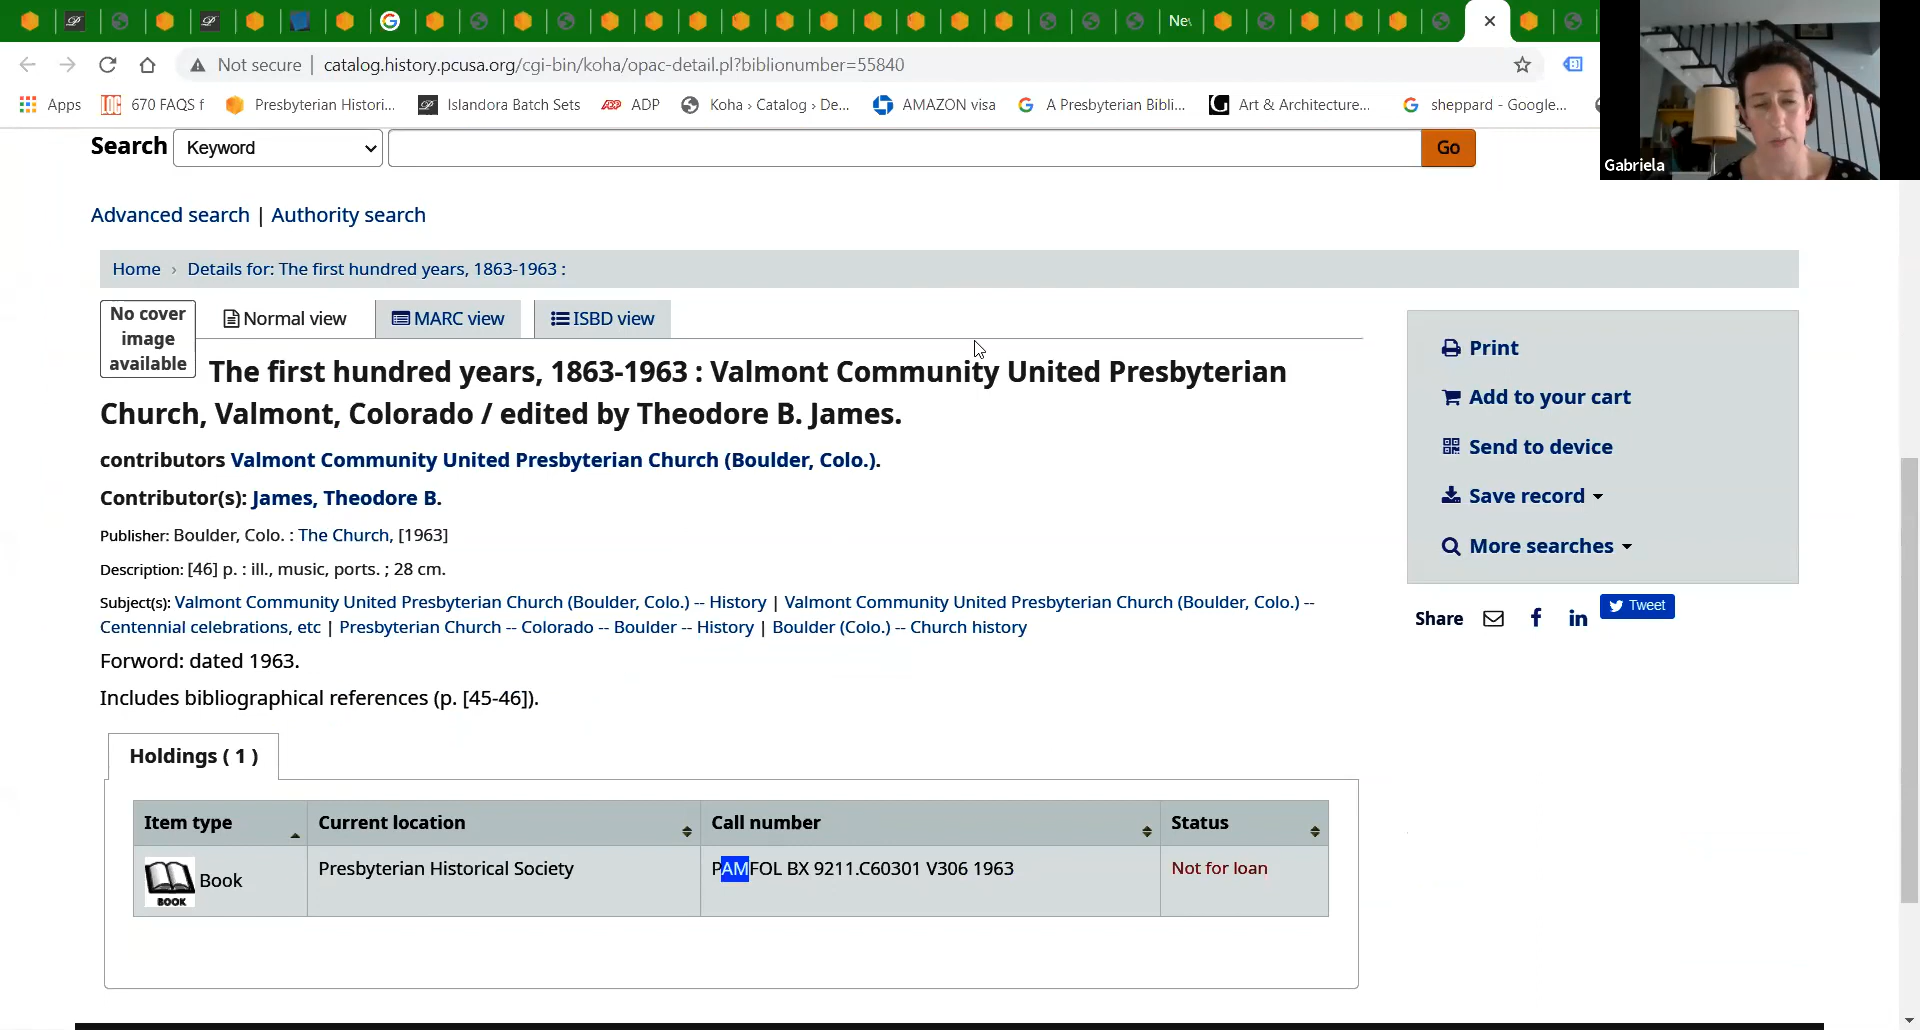 Nev
Not secure | catalog.history.pcusa.org/cgi-bin/koha/opac-detail.pl?biblionumber=55840
Apps 670 FAQS f Presbyterian Histori... Islandora Batch Sets ADP Koha › Catalog › De... AMAZON visa A Presbyterian Bibli... Art & Architecture... sheppard - Google...
Gabriela
Search Keyword Go
Advanced search | Authority search
Home › Details for: The first hundred years, 1863-1963 :
No cover image available
Normal view MARC view ISBD view
The first hundred years, 1863-1963 : Valmont Community United Presbyterian
Church, Valmont, Colorado / edited by Theodore B. James.
contributors Valmont Community United Presbyterian Church (Boulder, Colo.).
Contributor(s): James, Theodore B.
Publisher: Boulder, Colo. : The Church, [1963]
Description: [46] p. : ill., music, ports. ; 28 cm.
Subject(s): Valmont Community United Presbyterian Church (Boulder, Colo.) -- History | Valmont Community United Presbyterian Church (Boulder, Colo.) --
Centennial celebrations, etc | Presbyterian Church -- Colorado -- Boulder -- History | Boulder (Colo.) -- Church history
Forword: dated 1963.
Includes bibliographical references (p. [45-46]).
Print
Add to your cart
Send to device
Save record
More searches
Share Tweet
Holdings ( 1 )
Item type Current location Call number Status
BOOK Book Presbyterian Historical Society PAMFOL BX 9211.C60301 V306 1963 Not for loan